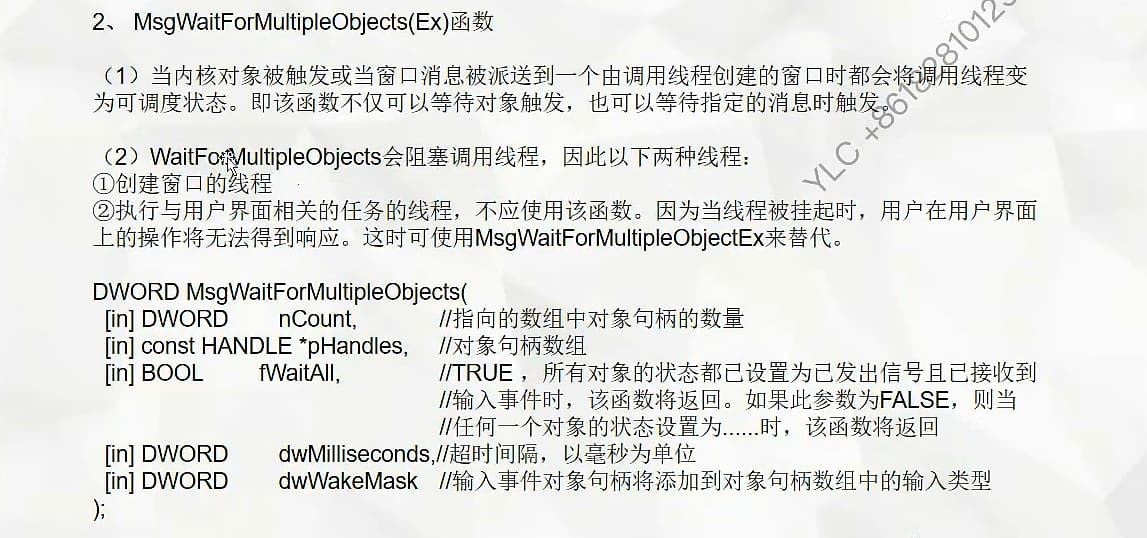 2、 MsgWaitForMultipleObjects(Ex)函数
（1）当内核对象被触发或当窗口消息被派送到一个由调用线程创建的窗口时都会将调用线程变
为可调度状态。即该函数不仅可以等待对象触发，也可以等待指定的消息时触发。
（2）WaitForMultipleObjects会阻塞调用线程，因此以下两种线程：
①创建窗口的线程
②执行与用户界面相关的任务的线程，不应使用该函数。因为当线程被挂起时，用户在用户界面
上的操作将无法得到响应。这时可使用MsgWaitForMultipleObjectEx来替代。
DWORD MsgWaitForMultipleObjects(
[in] DWORD nCount, //指向的数组中对象句柄的数量
[in] const HANDLE *pHandles, //对象句柄数组
[in] BOOL fWaitAll, //TRUE ，所有对象的状态都已设置为已发出信号且已接收到
//输入事件时，该函数将返回。如果此参数为FALSE，则当
//任何一个对象的状态设置为......时，该函数将返回
[in] DWORD dwMilliseconds,//超时间隔，以毫秒为单位
[in] DWORD dwWakeMask //输入事件对象句柄将添加到对象句柄数组中的输入类型
);
YLC